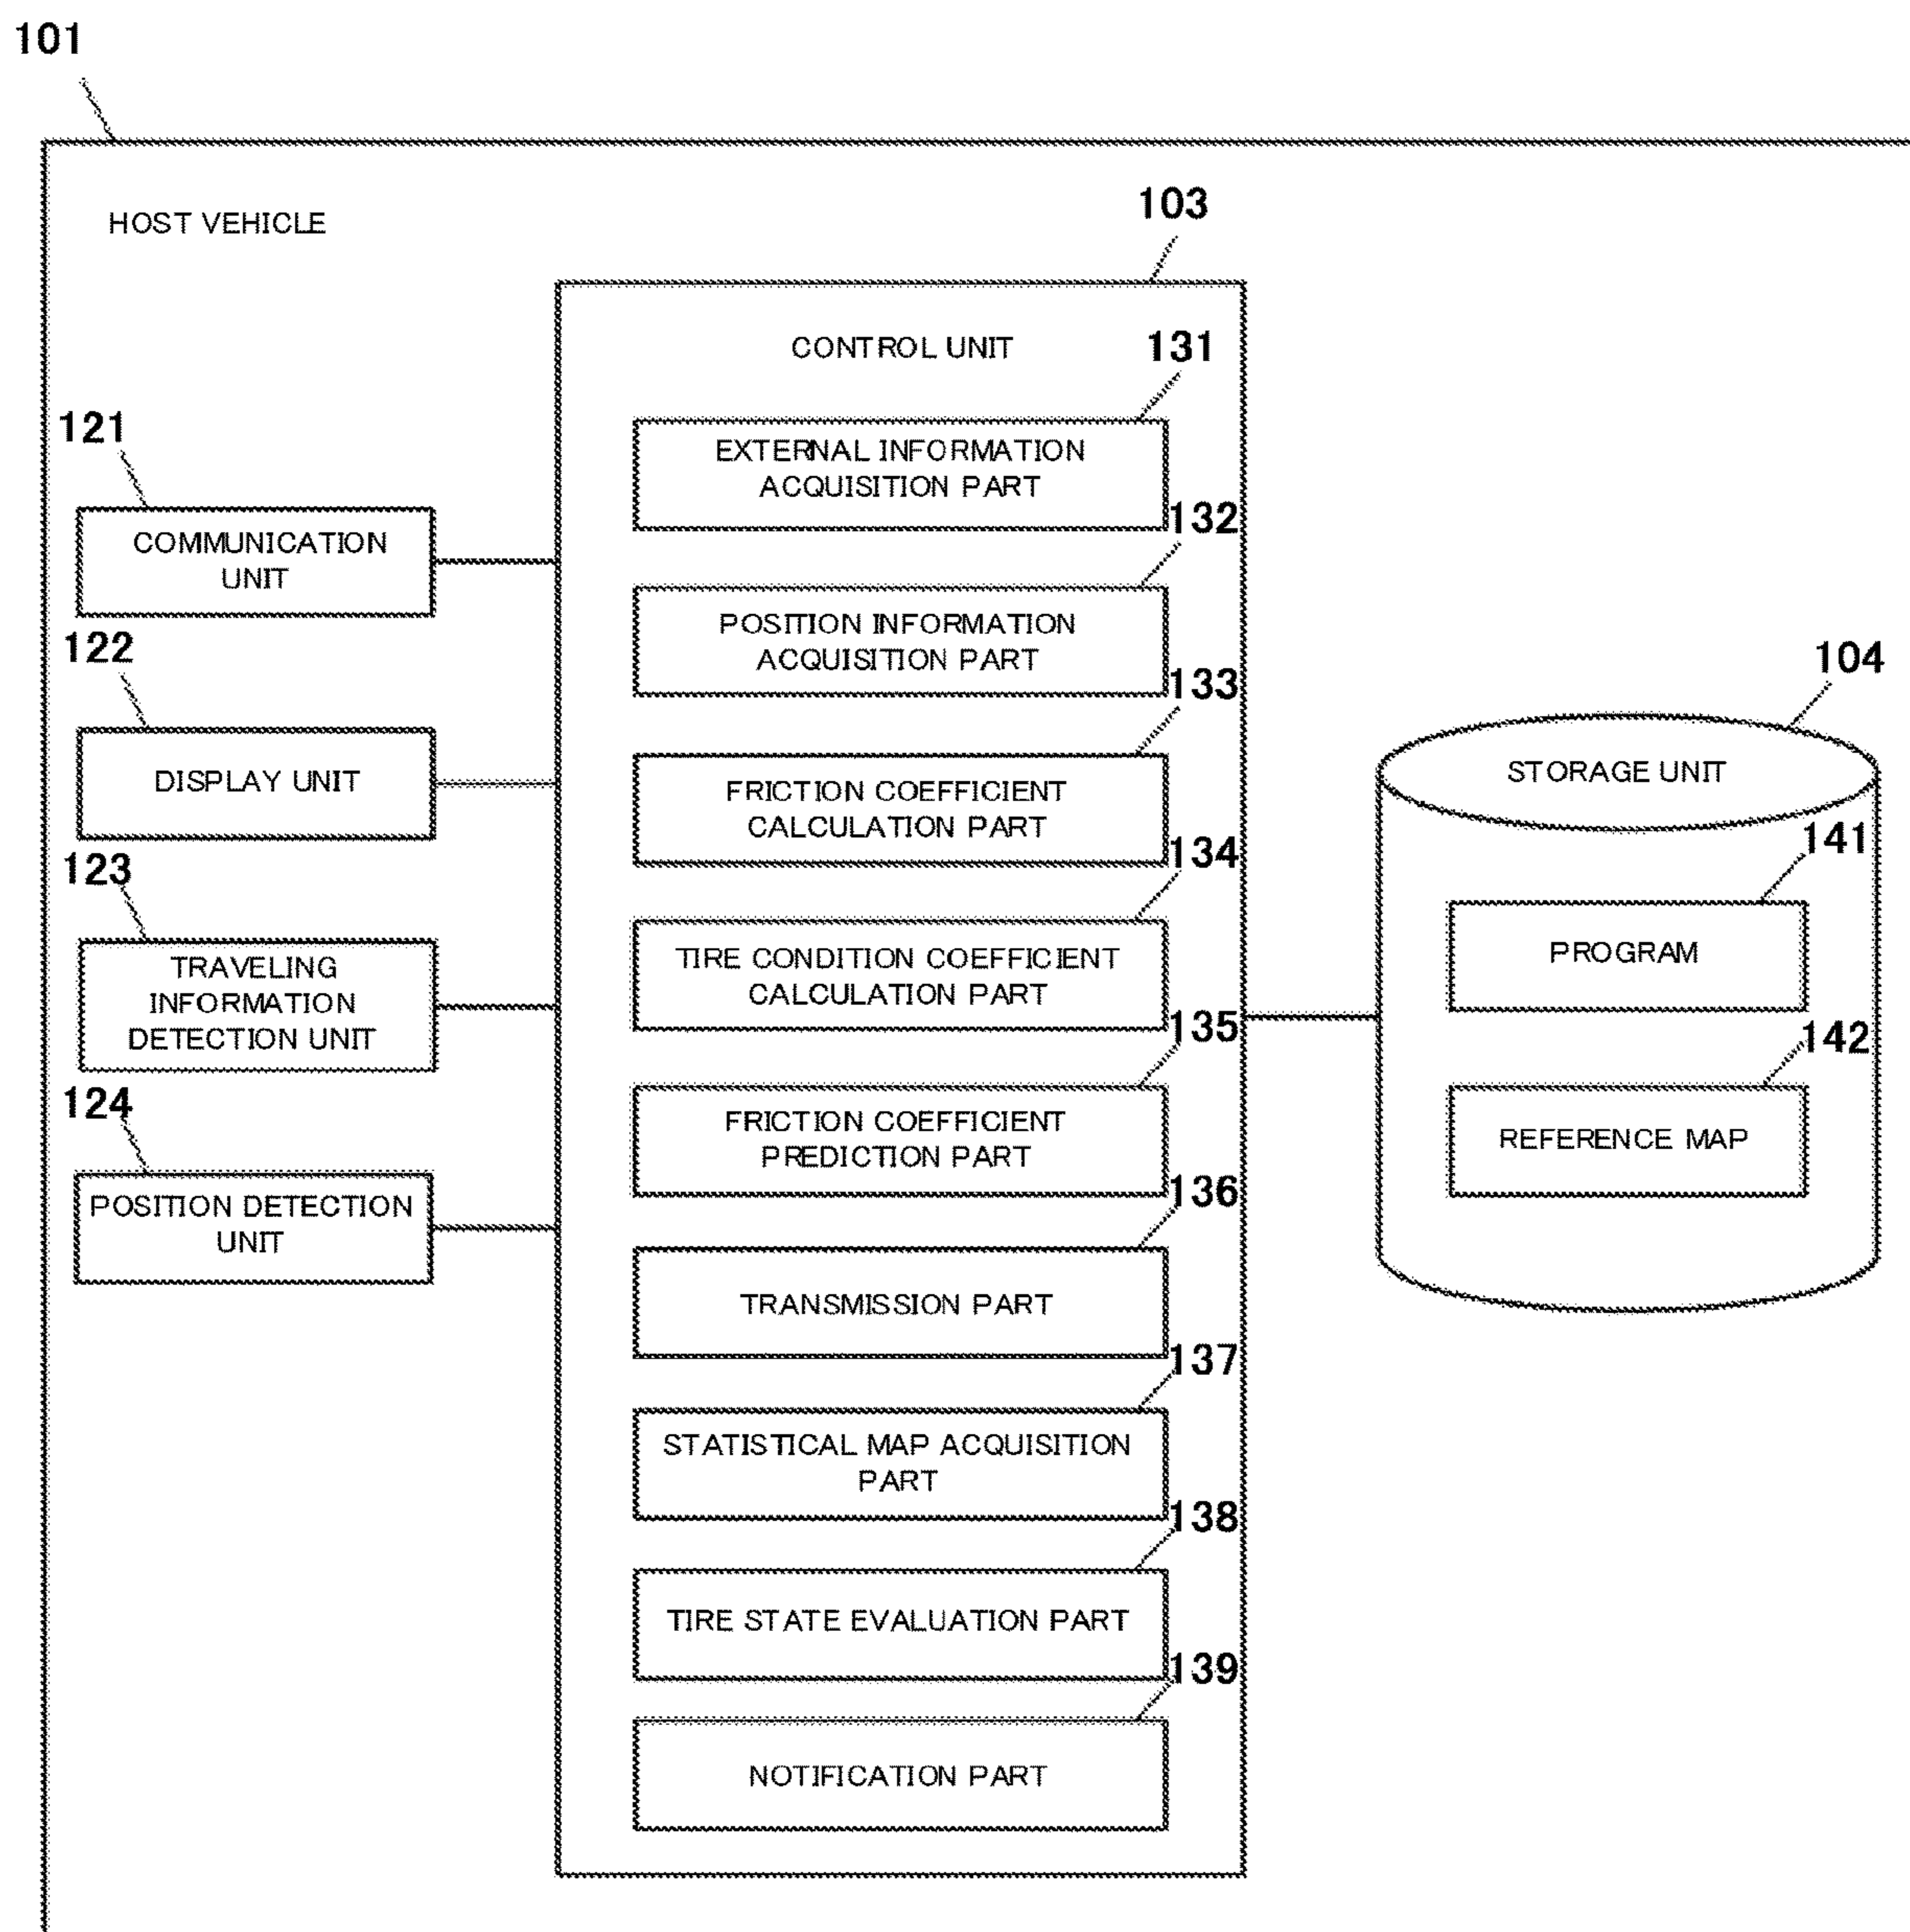 101
HOST VEHICLE
103
CONTROL UNIT
131
EXTERNAL INFORMATION
ACQUISITION PART
121
COMMUNICATION
UNIT
132
POSITION INFORMATION
ACQUISITION PART
122
DISPLAY UNIT
133
FRICTION COEFFICIENT
CALCULATION PART
104
STORAGE UNIT
123
TRAVELING
INFORMATION
DETECTION UNIT
134
TIRE CONDITION COEFFICIENT
CALCULATION PART
141
PROGRAM
124
POSITION DETECTION
UNIT
135
FRICTION COEFFICIENT
PREDICTION PART
142
REFERENCE MAP
136
TRANSMISSION PART
137
STATISTICAL MAP ACQUISITION
PART
138
TIRE STATE EVALUATION PART
139
NOTIFICATION PART